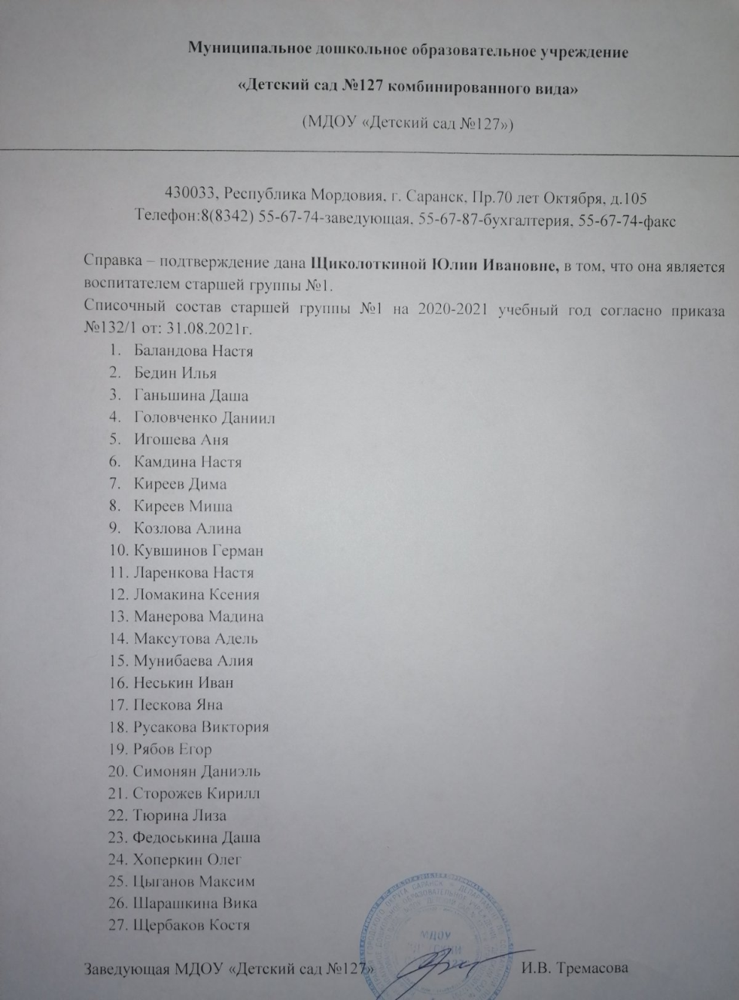 Муниципальное дошкольное образовательное учреждение
«Детский сад №127 комбинированного вида»
(МДОУ «Детский сад №127»)
430033, Республика Мордовия, г. Саранск, Пр.70 лет Октября, д.105
Телефон:8(8342) 55-67-74-заведующая, 55-67-87-бухгалтерия, 55-67-74-факс
Справка – подтверждение дана Щиколоткиной Юлии Ивановне, в том, что она является
воспитателем старшей группы №1.
Списочный состав старшей группы №1 на 2020-2021 учебный год согласно приказа
№132/1 от: 31.08.2021г.
1. Баландова Настя
2. Бедин Илья
3. Ганьшина Даша
4. Головченко Даниил
5. Игошева Аня
6. Камдина Настя
7. Киреев Дима
8. Киреев Миша
9. Козлова Алина
10. Кувшинов Герман
11. Ларенкова Настя
12. Ломакина Ксения
13. Манерова Мадина
14. Максутова Адель
15. Мунибаева Алия
16. Неськин Иван
17. Пескова Яна
18. Русакова Виктория
19. Рябов Егор
20. Симонян Даниэль
21. Сторожев Кирилл
22. Тюрина Лиза
23. Федоськина Даша
24. Хоперкин Олег
25. Цыганов Максим
26. Шарашкина Вика
27. Щербаков Костя
МДОУ
Заведующая МДОУ «Детский сад №127» И.В. Тремасова